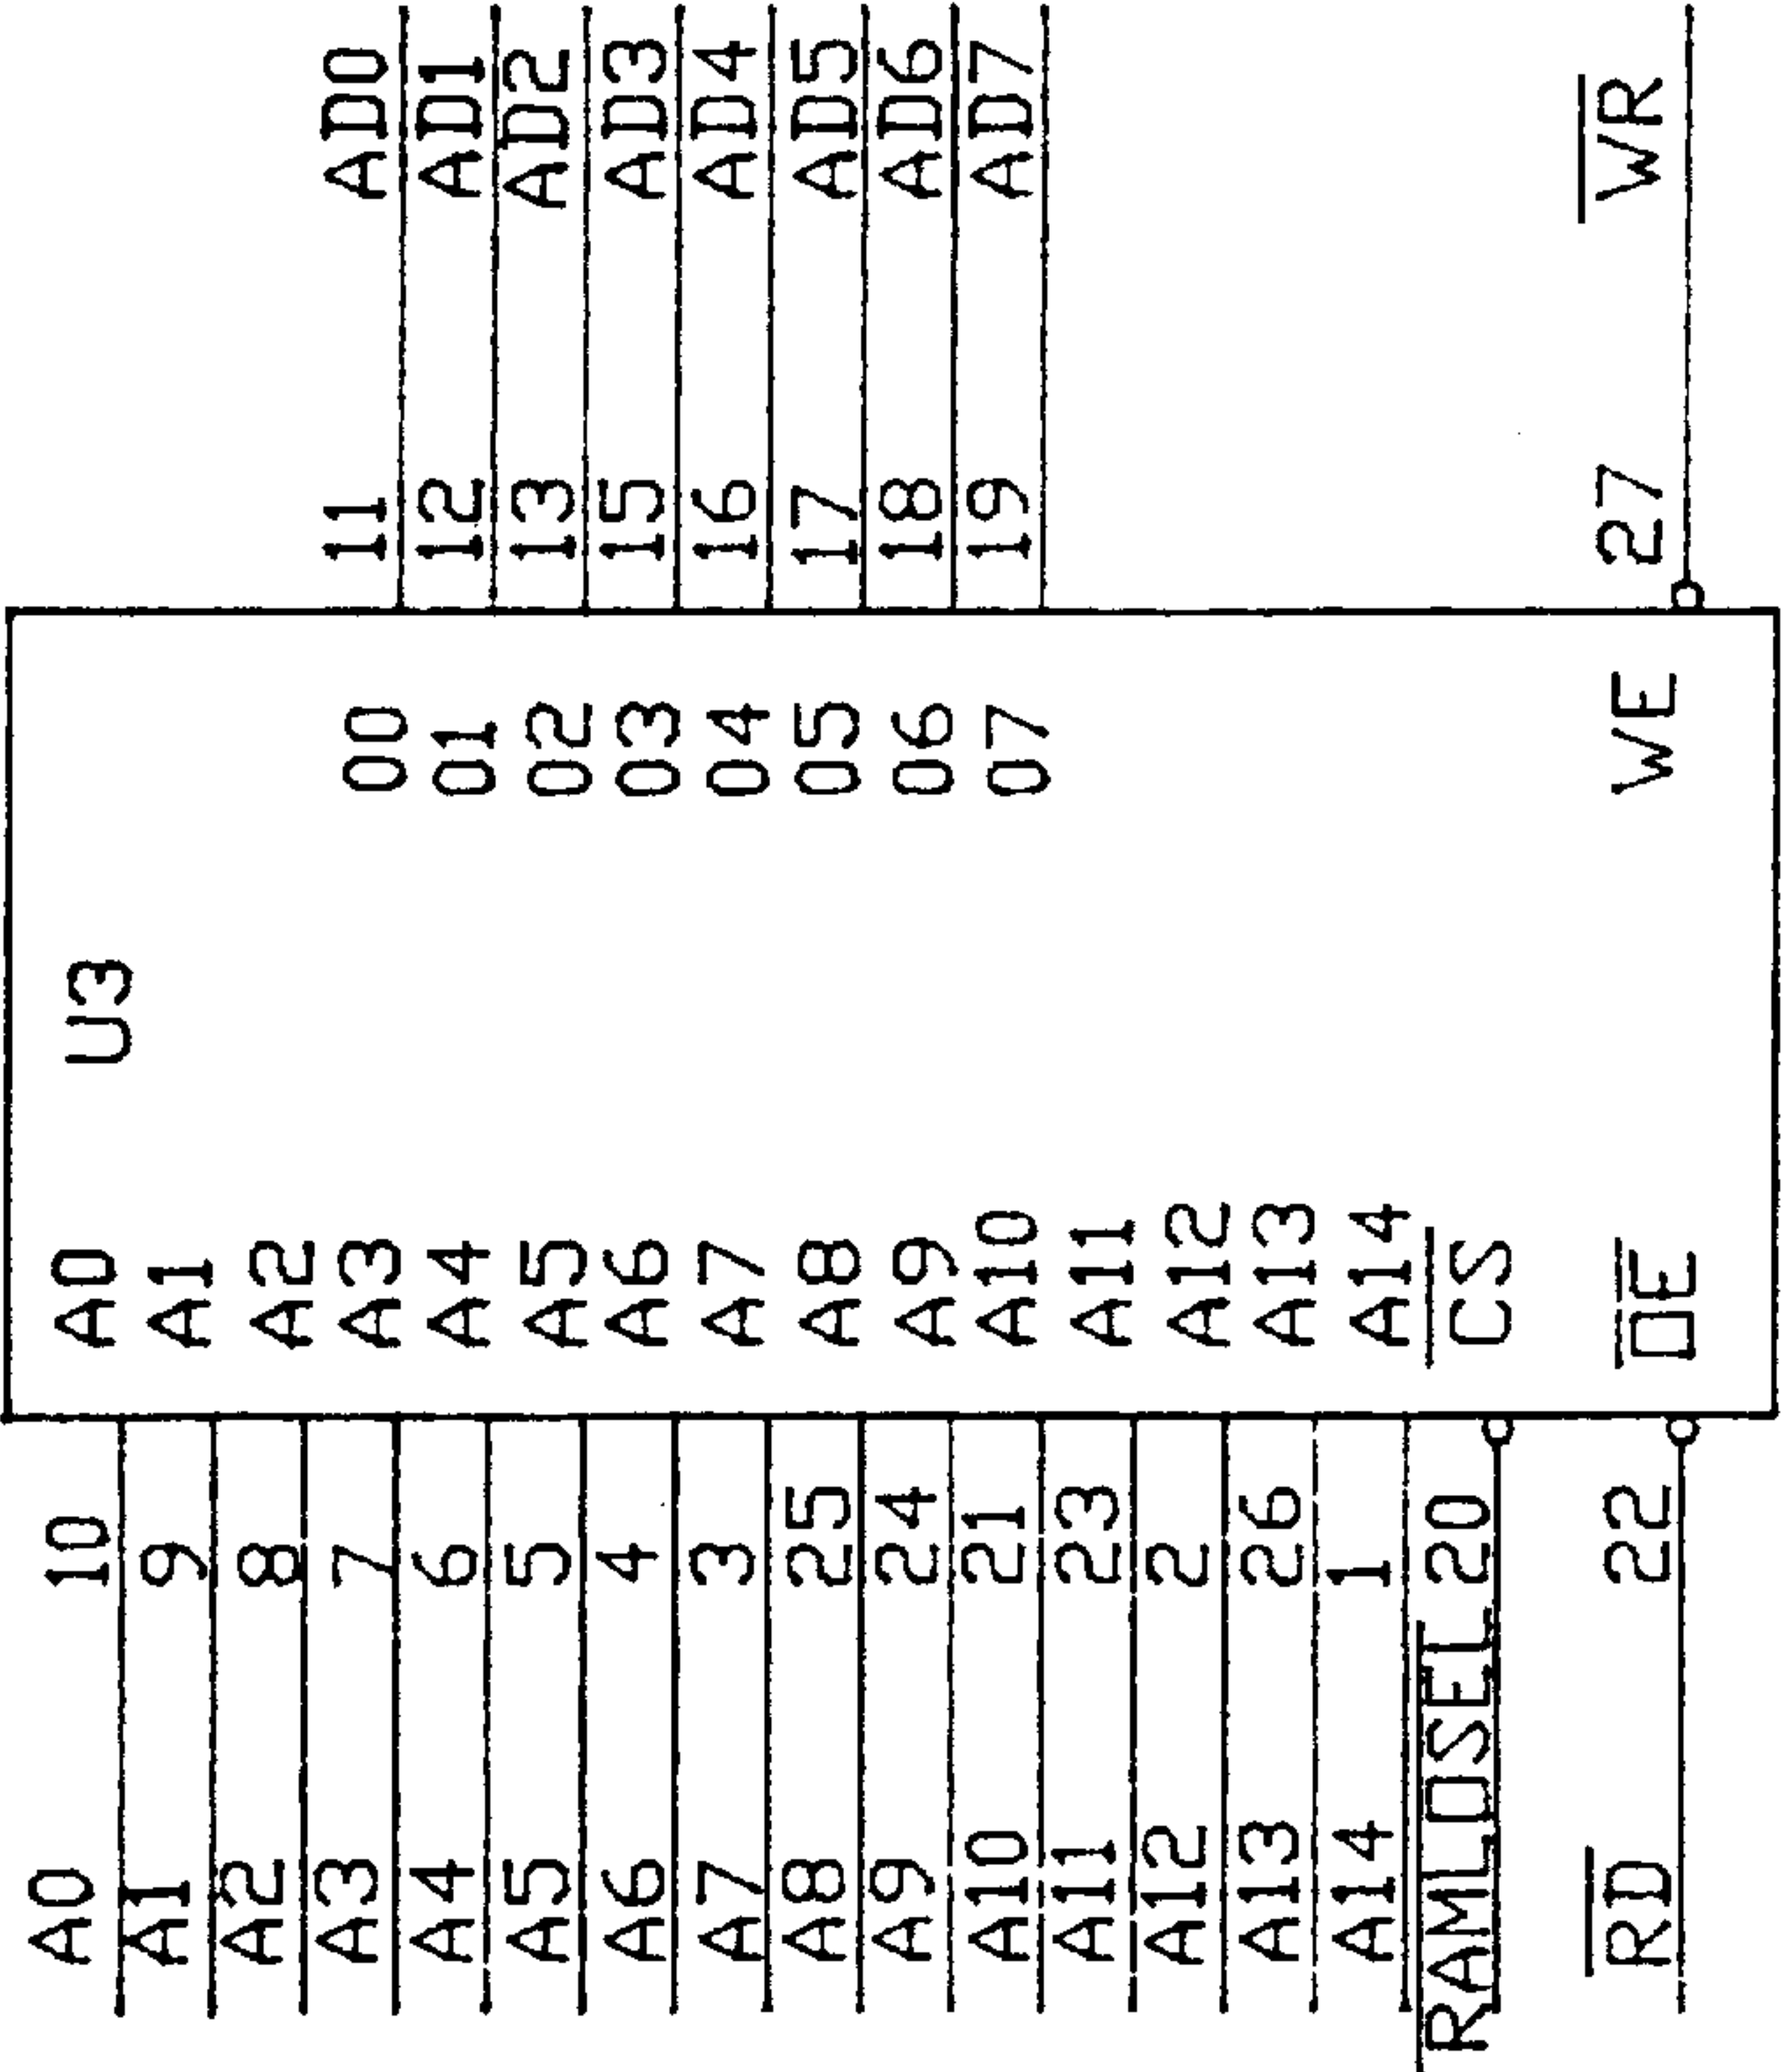 U3
A0 10 A0
A1 9 A1
A2 8 A2
A3 7 A3 00 11 AD0
A4 6 A4 01 12 AD1
A5 5 A5 02 13 AD2
A6 4 A6 03 15 AD3
A7 3 A7 04 16 AD4
A8 25 A8 05 17 AD5
A9 24 A9 06 18 AD6
A10 21 A10 07 19 AD7
A11 23 A11
A12 2 A12
A13 26 A13
A14 1 A14
RAMLOSEL 20 CS
RD 22 OE WE 27 WR